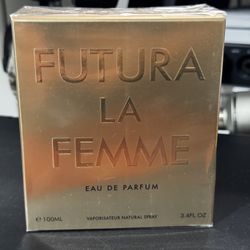 FUTURA
LA
FEMME
EAU DE PARFUM
℮ 100ML VAPORISATEUR NATURAL SPRAY 3.4FL OZ